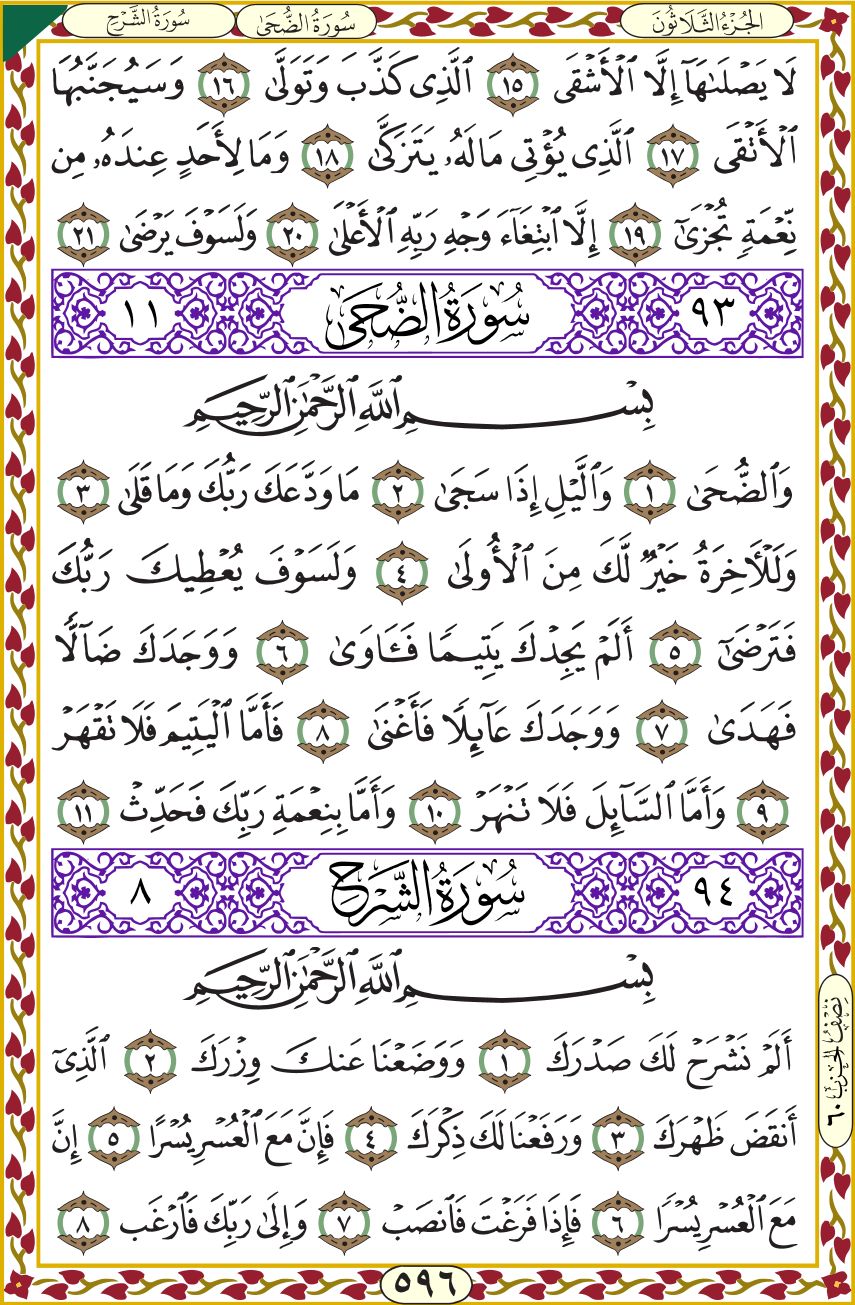 الجُزْءُ الثَّلَاثُونَ
سُورَةُ الضُّحَىٰ
سُورَةُ الشَّرْحِ
لَا يَصْلَىٰهَآ إِلَّا ٱلْأَشْقَى ١٥ ٱلَّذِى كَذَّبَ وَتَوَلَّىٰ ١٦ وَسَيُجَنَّبُهَا
ٱلْأَتْقَى ١٧ ٱلَّذِى يُؤْتِى مَالَهُۥ يَتَزَكَّىٰ ١٨ وَمَا لِأَحَدٍ عِندَهُۥ مِن
نِّعْمَةٍ تُجْزَىٰٓ ١٩ إِلَّا ٱبْتِغَآءَ وَجْهِ رَبِّهِ ٱلْأَعْلَىٰ ٢٠ وَلَسَوْفَ يَرْضَىٰ ٢١
٩٣ سُورَةُ الضُّحَىٰ ١١
بِسْمِ ٱللَّهِ ٱلرَّحْمَٰنِ ٱلرَّحِيمِ
وَٱلضُّحَىٰ ١ وَٱلَّيْلِ إِذَا سَجَىٰ ٢ مَا وَدَّعَكَ رَبُّكَ وَمَا قَلَىٰ ٣
وَلَلْـَٔاخِرَةُ خَيْرٌ لَّكَ مِنَ ٱلْأُولَىٰ ٤ وَلَسَوْفَ يُعْطِيكَ رَبُّكَ
فَتَرْضَىٰٓ ٥ أَلَمْ يَجِدْكَ يَتِيمًا فَـَٔاوَىٰ ٦ وَوَجَدَكَ ضَآلًّا
فَهَدَىٰ ٧ وَوَجَدَكَ عَآئِلًا فَأَغْنَىٰ ٨ فَأَمَّا ٱلْيَتِيمَ فَلَا تَقْهَرْ
٩ وَأَمَّا ٱلسَّآئِلَ فَلَا تَنْهَرْ ١٠ وَأَمَّا بِنِعْمَةِ رَبِّكَ فَحَدِّثْ ١١
٩٤ سُورَةُ الشَّرْحِ ٨
بِسْمِ ٱللَّهِ ٱلرَّحْمَٰنِ ٱلرَّحِيمِ
أَلَمْ نَشْرَحْ لَكَ صَدْرَكَ ١ وَوَضَعْنَا عَنكَ وِزْرَكَ ٢ ٱلَّذِىٓ
أَنقَضَ ظَهْرَكَ ٣ وَرَفَعْنَا لَكَ ذِكْرَكَ ٤ فَإِنَّ مَعَ ٱلْعُسْرِ يُسْرًا ٥ إِنَّ
مَعَ ٱلْعُسْرِ يُسْرًا ٦ فَإِذَا فَرَغْتَ فَٱنصَبْ ٧ وَإِلَىٰ رَبِّكَ فَٱرْغَب ٨
نِصْفُ الحِزْبِ ٦٠
٥٩٦